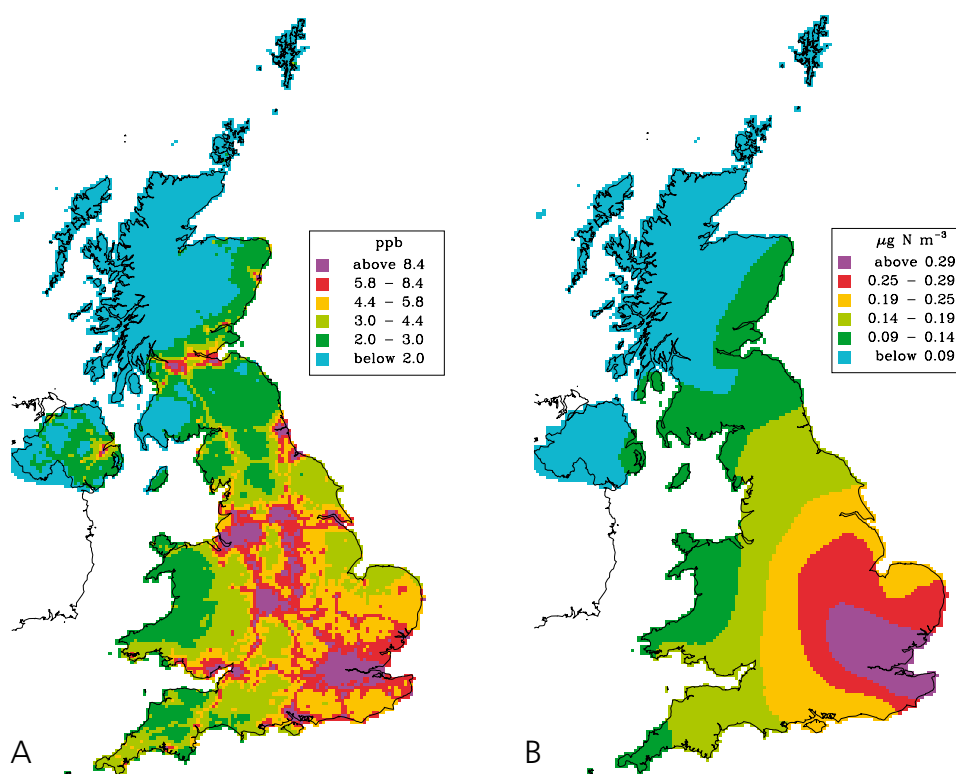 ppb
above 8.4
5.8 – 8.4
4.4 – 5.8
3.0 – 4.4
2.0 – 3.0
below 2.0
A
μg N m⁻³
above 0.29
0.25 – 0.29
0.19 – 0.25
0.14 – 0.19
0.09 – 0.14
below 0.09
B